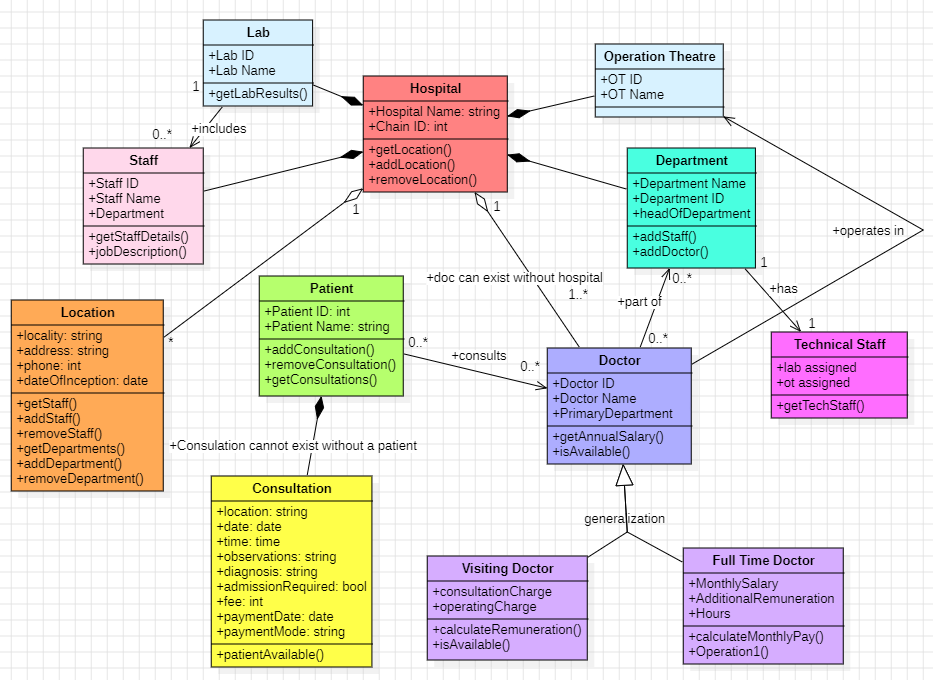 Lab
+Lab ID
+Lab Name
+getLabResults()
1
0..*
+includes
Hospital
+Hospital Name: string
+Chain ID: int
+getLocation()
+addLocation()
+removeLocation()
Operation Theatre
+OT ID
+OT Name
Staff
+Staff ID
+Staff Name
+Department
+getStaffDetails()
+jobDescription()
Department
+Department Name
+Department ID
+headOfDepartment
+addStaff()
+addDoctor()
1
1
+operates in
+doc can exist without hospital
1..*
0..*
+part of
0..*
1
+has
1
Location
+locality: string
+address: string
+phone: int
+dateOfInception: date
+getStaff()
+addStaff()
+removeStaff()
+getDepartments()
+addDepartment()
+removeDepartment()
*
Patient
+Patient ID: int
+Patient Name: string
+addConsultation()
+removeConsultation()
+getConsultations()
0..*
+consults
0..*
Doctor
+Doctor ID
+Doctor Name
+PrimaryDepartment
+getAnnualSalary()
+isAvailable()
Technical Staff
+lab assigned
+ot assigned
+getTechStaff()
+Consulation cannot exist without a patient
Consultation
+location: string
+date: date
+time: time
+observations: string
+diagnosis: string
+admissionRequired: bool
+fee: int
+paymentDate: date
+paymentMode: string
+patientAvailable()
generalization
Visiting Doctor
+consultationCharge
+operatingCharge
+calculateRemuneration()
+isAvailable()
Full Time Doctor
+MonthlySalary
+AdditionalRemuneration
+Hours
+calculateMonthlyPay()
+Operation1()